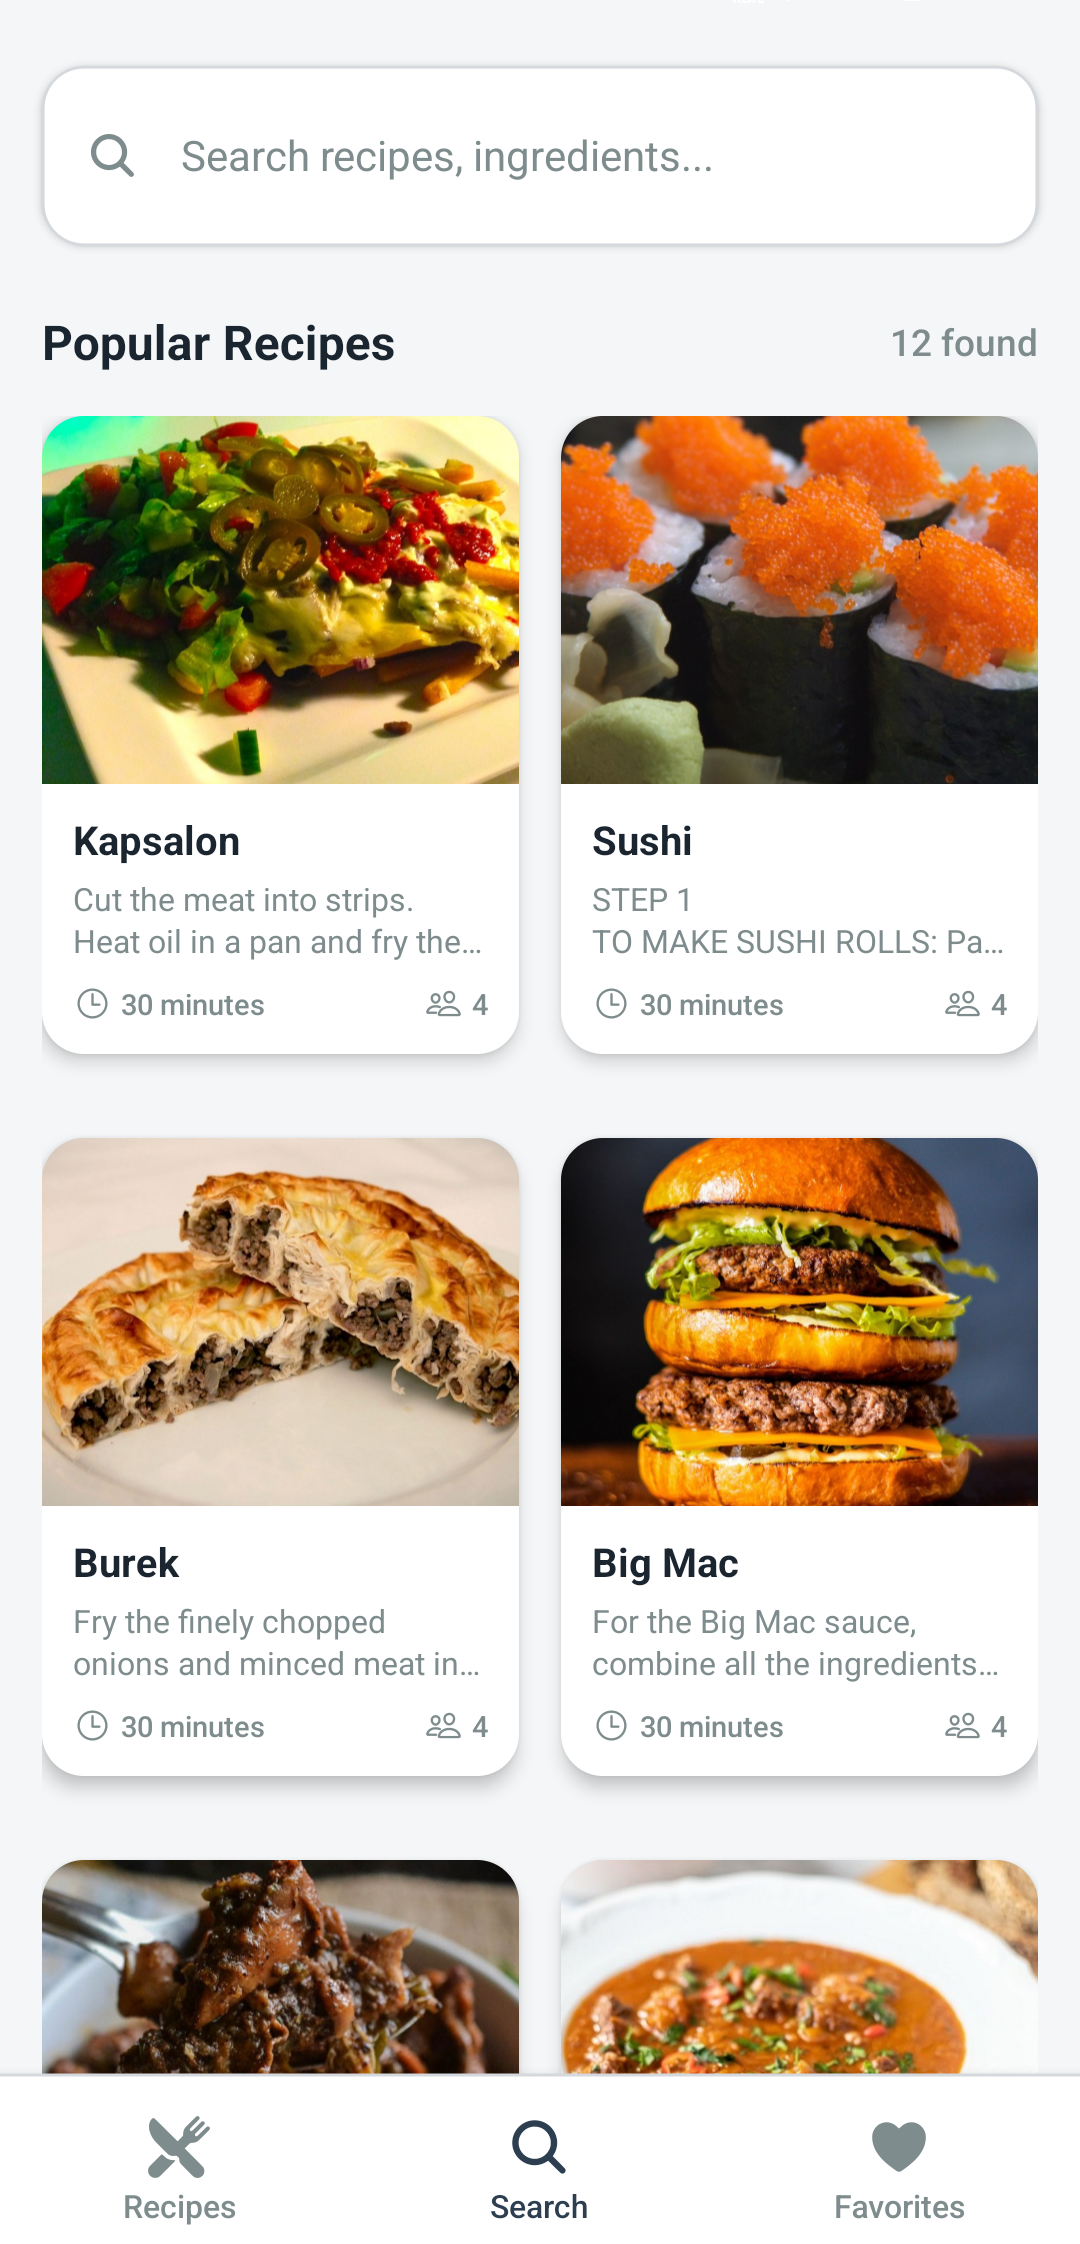 Search recipes, ingredients...
Popular Recipes
12 found
Kapsalon
Cut the meat into strips.
Heat oil in a pan and fry the...
30 minutes
4
Sushi
STEP 1
TO MAKE SUSHI ROLLS: Pa...
30 minutes
4
Burek
Fry the finely chopped
onions and minced meat in...
30 minutes
4
Big Mac
For the Big Mac sauce,
combine all the ingredients...
30 minutes
4
Recipes
Search
Favorites